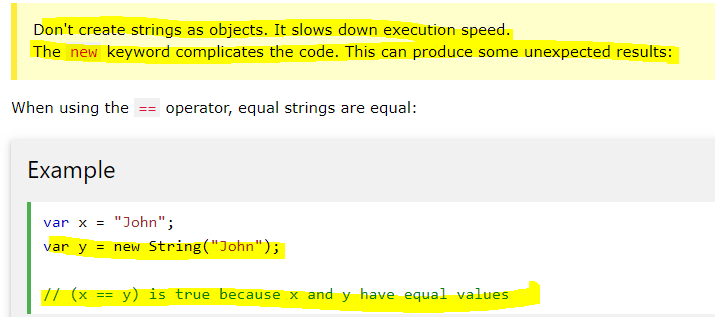 Don't create strings as objects. It slows down execution speed.
The new keyword complicates the code. This can produce some unexpected results:
When using the == operator, equal strings are equal:
Example
var x = "John";
var y = new String("John");
// (x == y) is true because x and y have equal values